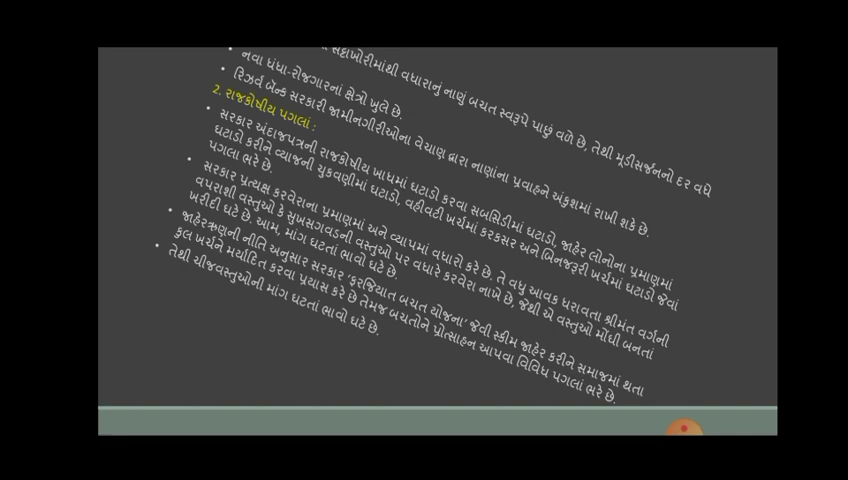 સટ્ટાખોરીમાંથી વધારાનું નાણું બચત સ્વરૂપે પાછું વળે છે, તેથી મૂડીસર્જનનો દર વધે
નવા ધંધા-રોજગારનાં ક્ષેત્રો ખુલે છે.
• રિઝર્વ બૅન્ક સરકારી જામીનગીરીઓના વેચાણ દ્વારા નાણાંના પ્રવાહને અંકુશમાં રાખી શકે છે.
2. રાજકોષીય પગલાં :
• સરકાર અંદાજપત્રની રાજકોષીય ખાધમાં ઘટાડો કરવા સબસિડીમાં ઘટાડો, જાહેર લોનોના પ્રમાણમાં
ઘટાડો કરીને વ્યાજની ચુકવણીમાં ઘટાડો, વહીવટી ખર્ચમાં કરકસર અને બિનજરૂરી ખર્ચમાં ઘટાડો જેવાં
પગલા ભરે છે.
• સરકાર પ્રત્યક્ષ કરવેરાના પ્રમાણમાં અને વ્યાપમાં વધારો કરે છે. તે વધુ આવક ધરાવતા શ્રીમંત વર્ગની
વપરાશી વસ્તુઓ કે સુખસગવડની વસ્તુઓ પર વધારે કરવેરા નાખે છે, જેથી એ વસ્તુઓ મોંઘી બનતાં
ખરીદી ઘટે છે. આમ, માંગ ઘટતાં ભાવો ઘટે છે.
• જાહેરઋણની નીતિ અનુસાર સરકાર ‘ફરજિયાત બચત યોજના’ જેવી સ્કીમ જાહેર કરીને સમાજમાં થતા
કુલ ખર્ચને મર્યાદિત કરવા પ્રયાસ કરે છે તેમજ બચતોને પ્રોત્સાહન આપવા વિવિધ પગલાં ભરે છે.
• તેથી ચીજવસ્તુઓની માંગ ઘટતાં ભાવો ઘટે છે.